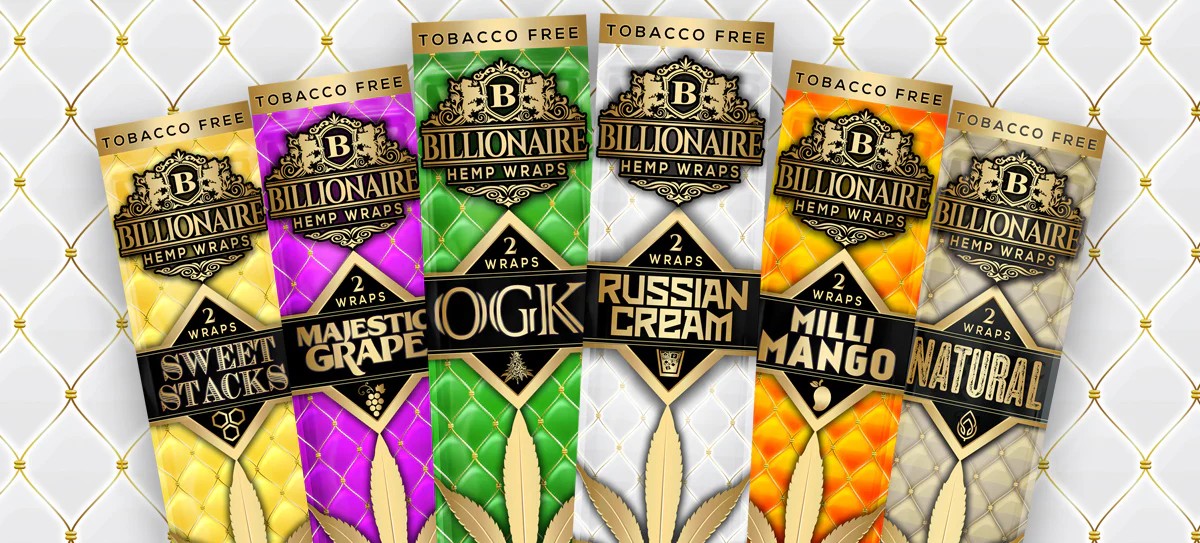 TOBACCO FREE
B
BILLIONAIRE
HEMP WRAPS
2
WRAPS
SWEET
STACKS
TOBACCO FREE
B
BILLIONAIRE
HEMP WRAPS
2
WRAPS
MAJESTIC
GRAPE
TOBACCO FREE
B
BILLIONAIRE
HEMP WRAPS
2
WRAPS
OGK
TOBACCO FREE
B
BILLIONAIRE
HEMP WRAPS
2
WRAPS
RUSSIAN
CREAM
TOBACCO FREE
B
BILLIONAIRE
HEMP WRAPS
2
WRAPS
MILLI
MANGO
TOBACCO FREE
B
BILLIONAIRE
HEMP WRAPS
2
WRAPS
NATURAL